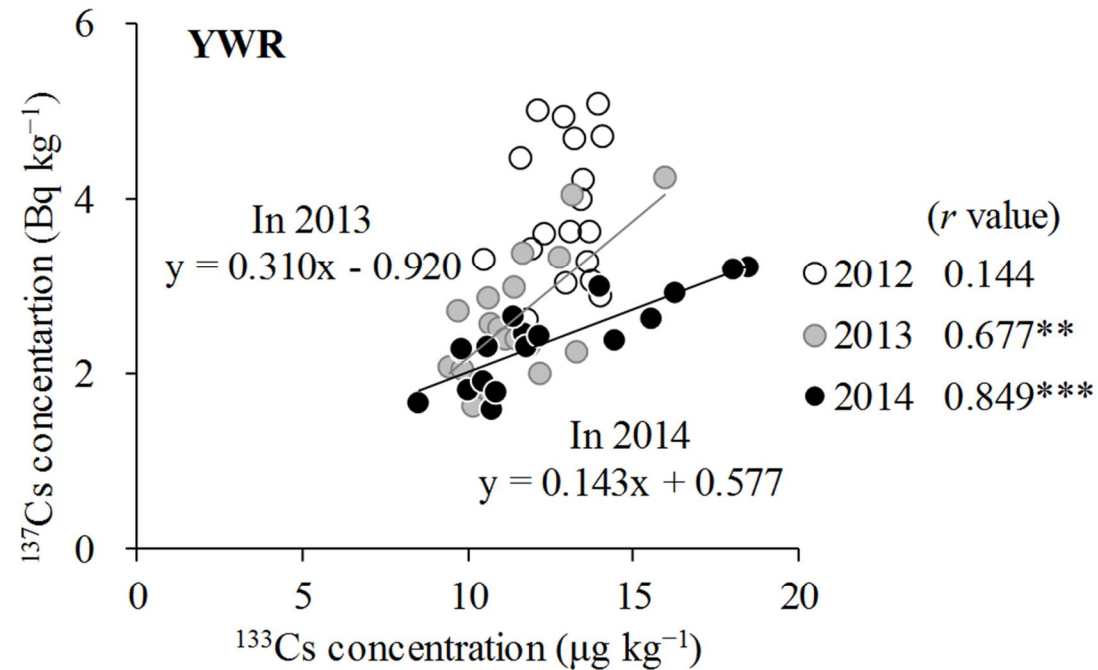 YWR
6
4
2
0
¹³⁷Cs concentartion (Bq kg⁻¹)
In 2013
y = 0.310x - 0.920
In 2014
y = 0.143x + 0.577
(r value)
2012 0.144
2013 0.677**
2014 0.849***
0 5 10 15 20
¹³³Cs concentration (μg kg⁻¹)